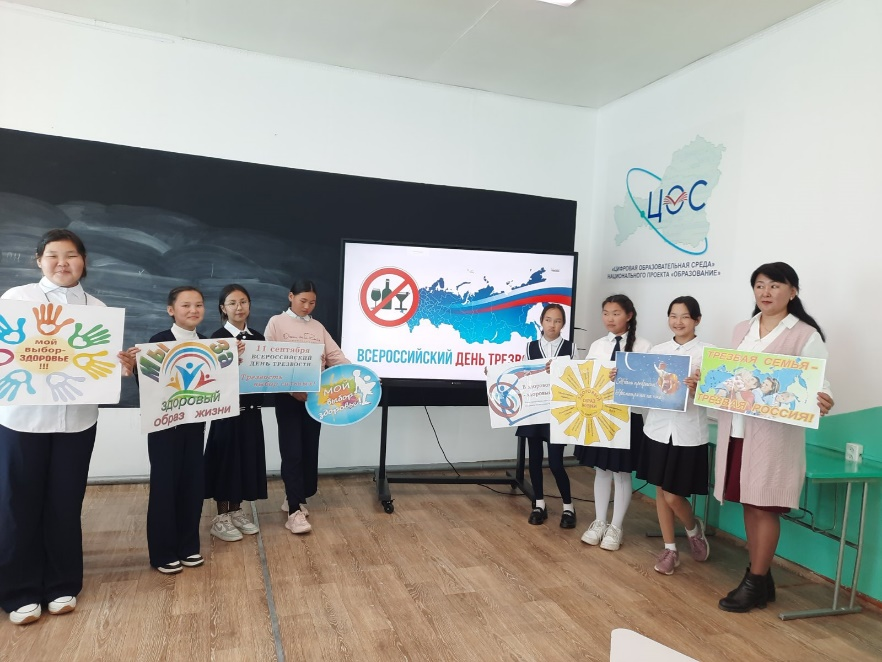 МОЙ
ВЫБОР-
ЗДОРОВЬЕ
!!!
МЫ ЗА
ЗДОРОВЫЙ
ОБРАЗ ЖИЗНИ
11 сентября
ВСЕРОССИЙСКИЙ
ДЕНЬ ТРЕЗВОСТИ
МОЙ
ВЫБОР
ЗДОРОВЬЕ
ВСЕРОССИЙСКИЙ ДЕНЬ ТРЕЗВ
ЦОС
«ЦИФРОВАЯ ОБРАЗОВАТЕЛЬНАЯ СРЕДА»
НАЦИОНАЛЬНОГО ПРОЕКТА «ОБРАЗОВАНИЕ»
ТРЕЗВАЯ СЕМЬЯ-
ТРЕЗВАЯ РОССИЯ!